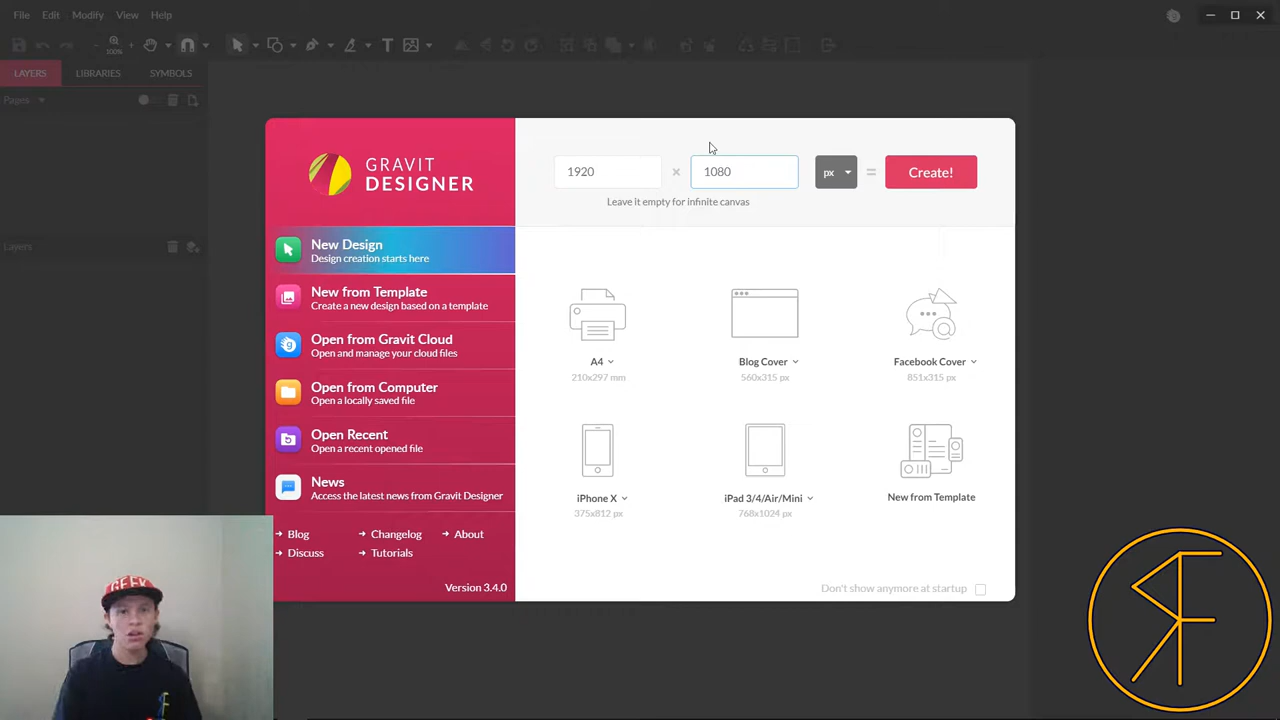 File Edit Modify View Help
100%
LAYERS LIBRARIES SYMBOLS
Pages
Layers
GRAVIT
DESIGNER
1920 × 1080 px = Create!
Leave it empty for infinite canvas
New Design
Design creation starts here
New from Template
Create a new design based on a template
Open from Gravit Cloud
Open and manage your cloud files
Open from Computer
Open a locally saved file
Open Recent
Open a recent opened file
News
Access the latest news from Gravit Designer
Blog Changelog About
Discuss Tutorials
Version 3.4.0
A4 Blog Cover Facebook Cover
210x297 mm 560x315 px 851x315 px
iPhone X iPad 3/4/Air/Mini New from Template
375x812 px 768x1024 px
Don't show anymore at startup
GEEK